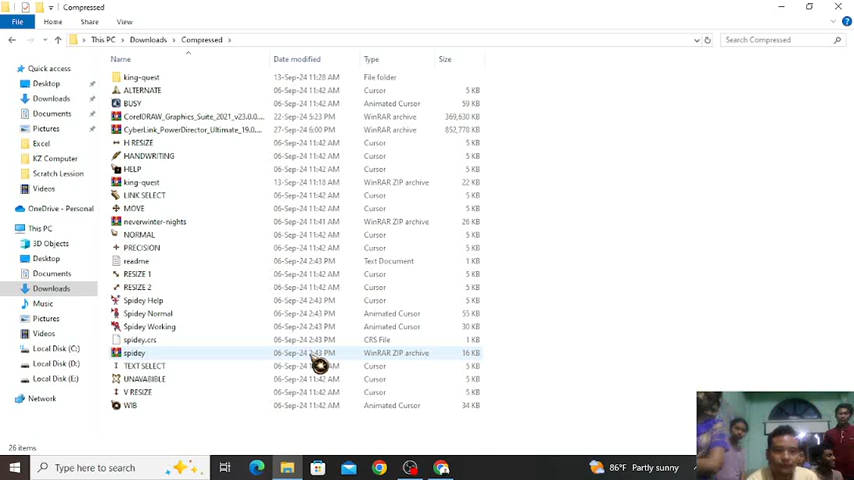 Compressed
File Home Share View
This PC Downloads Compressed Search Compressed
Name Date modified Type Size
Quick access
Desktop
Downloads
Documents
Pictures
Excel
KZ Computer
Scratch Lession
Videos
OneDrive - Personal
This PC
3D Objects
Desktop
Documents
Downloads
Music
Pictures
Videos
Local Disk (C:)
Local Disk (D:)
Local Disk (E:)
Network
king-quest 13-Sep-24 11:28 AM File folder
ALTERNATE 06-Sep-24 11:42 AM Cursor 5 KB
BUSY 06-Sep-24 11:42 AM Animated Cursor 59 KB
CorelDRAW_Graphics_Suite_2021_v23.0.0.... 22-Sep-24 5:23 PM WinRAR archive 369,630 KB
CyberLink_PowerDirector_Ultimate_19.0.... 27-Sep-24 6:00 PM WinRAR archive 852,778 KB
H RESIZE 06-Sep-24 11:42 AM Cursor 5 KB
HANDWRITING 06-Sep-24 11:42 AM Cursor 5 KB
HELP 06-Sep-24 11:42 AM Cursor 5 KB
king-quest 13-Sep-24 11:18 AM WinRAR ZIP archive 22 KB
LINK SELECT 06-Sep-24 11:42 AM Cursor 5 KB
MOVE 06-Sep-24 11:42 AM Cursor 5 KB
neverwinter-nights 06-Sep-24 11:41 AM WinRAR ZIP archive 26 KB
NORMAL 06-Sep-24 11:42 AM Cursor 5 KB
PRECISION 06-Sep-24 11:42 AM Cursor 5 KB
readme 06-Sep-24 2:43 PM Text Document 1 KB
RESIZE 1 06-Sep-24 11:42 AM Cursor 5 KB
RESIZE 2 06-Sep-24 11:42 AM Cursor 5 KB
Spidey Help 06-Sep-24 2:43 PM Cursor 5 KB
Spidey Normal 06-Sep-24 2:43 PM Animated Cursor 55 KB
Spidey Working 06-Sep-24 2:43 PM Animated Cursor 30 KB
spidey.crs 06-Sep-24 2:43 PM CRS File 1 KB
spidey 06-Sep-24 2:43 PM WinRAR ZIP archive 16 KB
TEXT SELECT 06-Sep-24 AM Cursor 5 KB
UNAVABIBLE 06-Sep-24 11:42 AM Cursor 5 KB
V RESIZE 06-Sep-24 11:42 AM Cursor 5 KB
WIB 06-Sep-24 11:42 AM Animated Cursor 34 KB
26 items
Type here to search 86°F Partly sunny